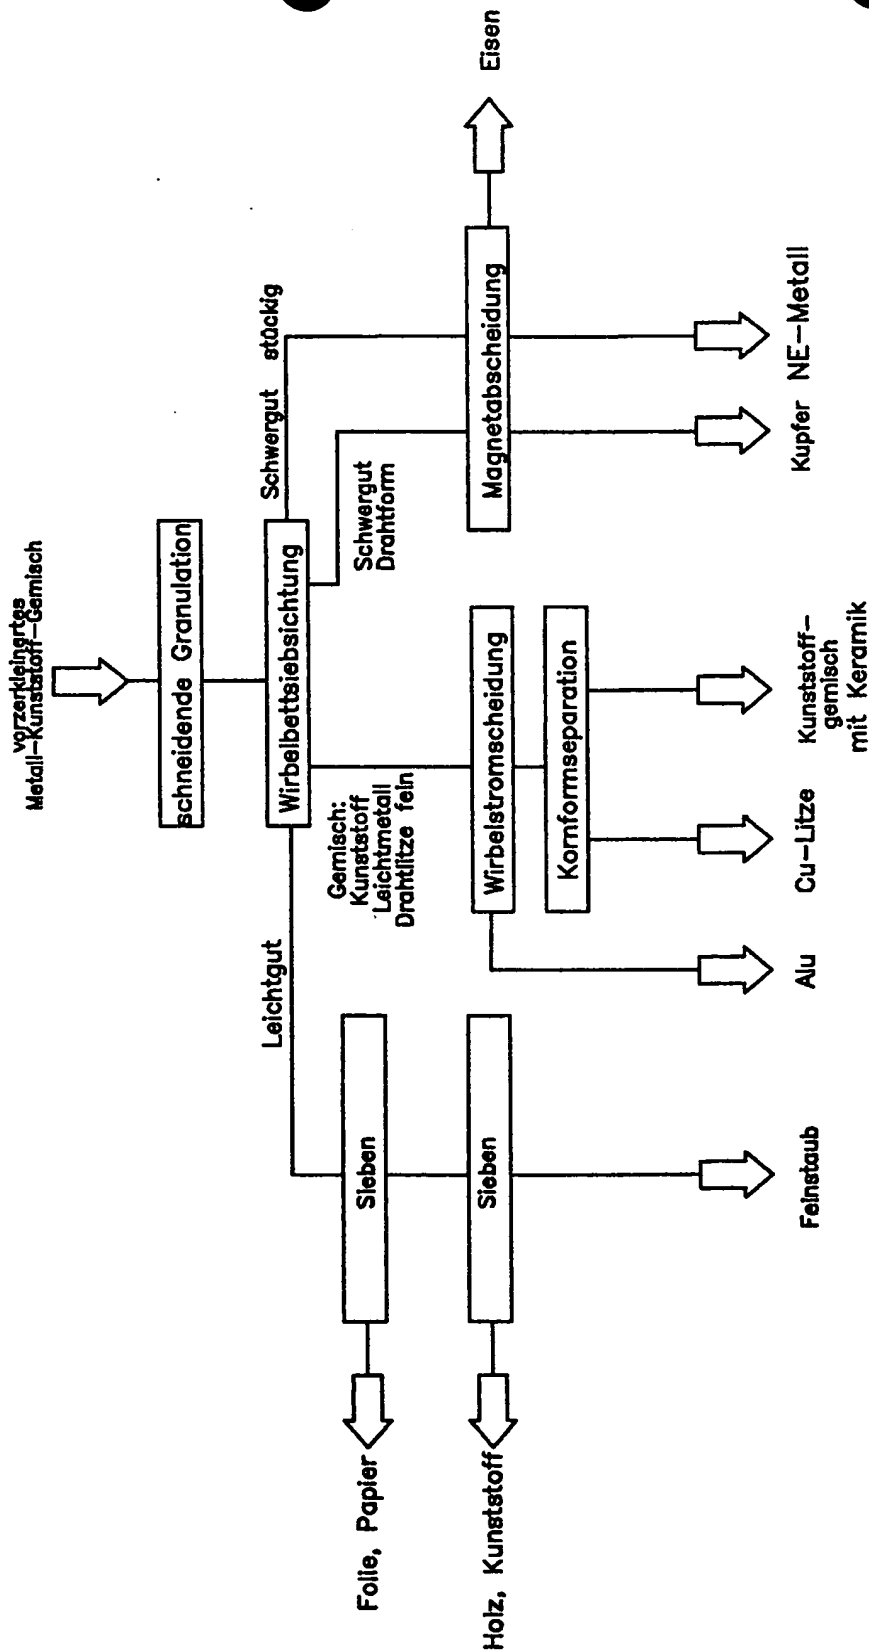 vorzerkleinertes
Metall-Kunststoff-Gemisch
schneidende Granulation
Wirbelbettsiebsichtung
Leichtgut
Schwergut stückig
Gemisch:
Kunststoff
Leichtmetall
Drahtlitze fein
Schwergut
Drahtform
Sieben
Folie, Papier
Sieben
Holz, Kunststoff
Wirbelstromscheidung
Kornformseparation
Magnetabscheidung
Eisen
Feinstaub
Alu
Cu-Litze
Kunststoff-
gemisch
mit Keramik
Kupfer
NE-Metall